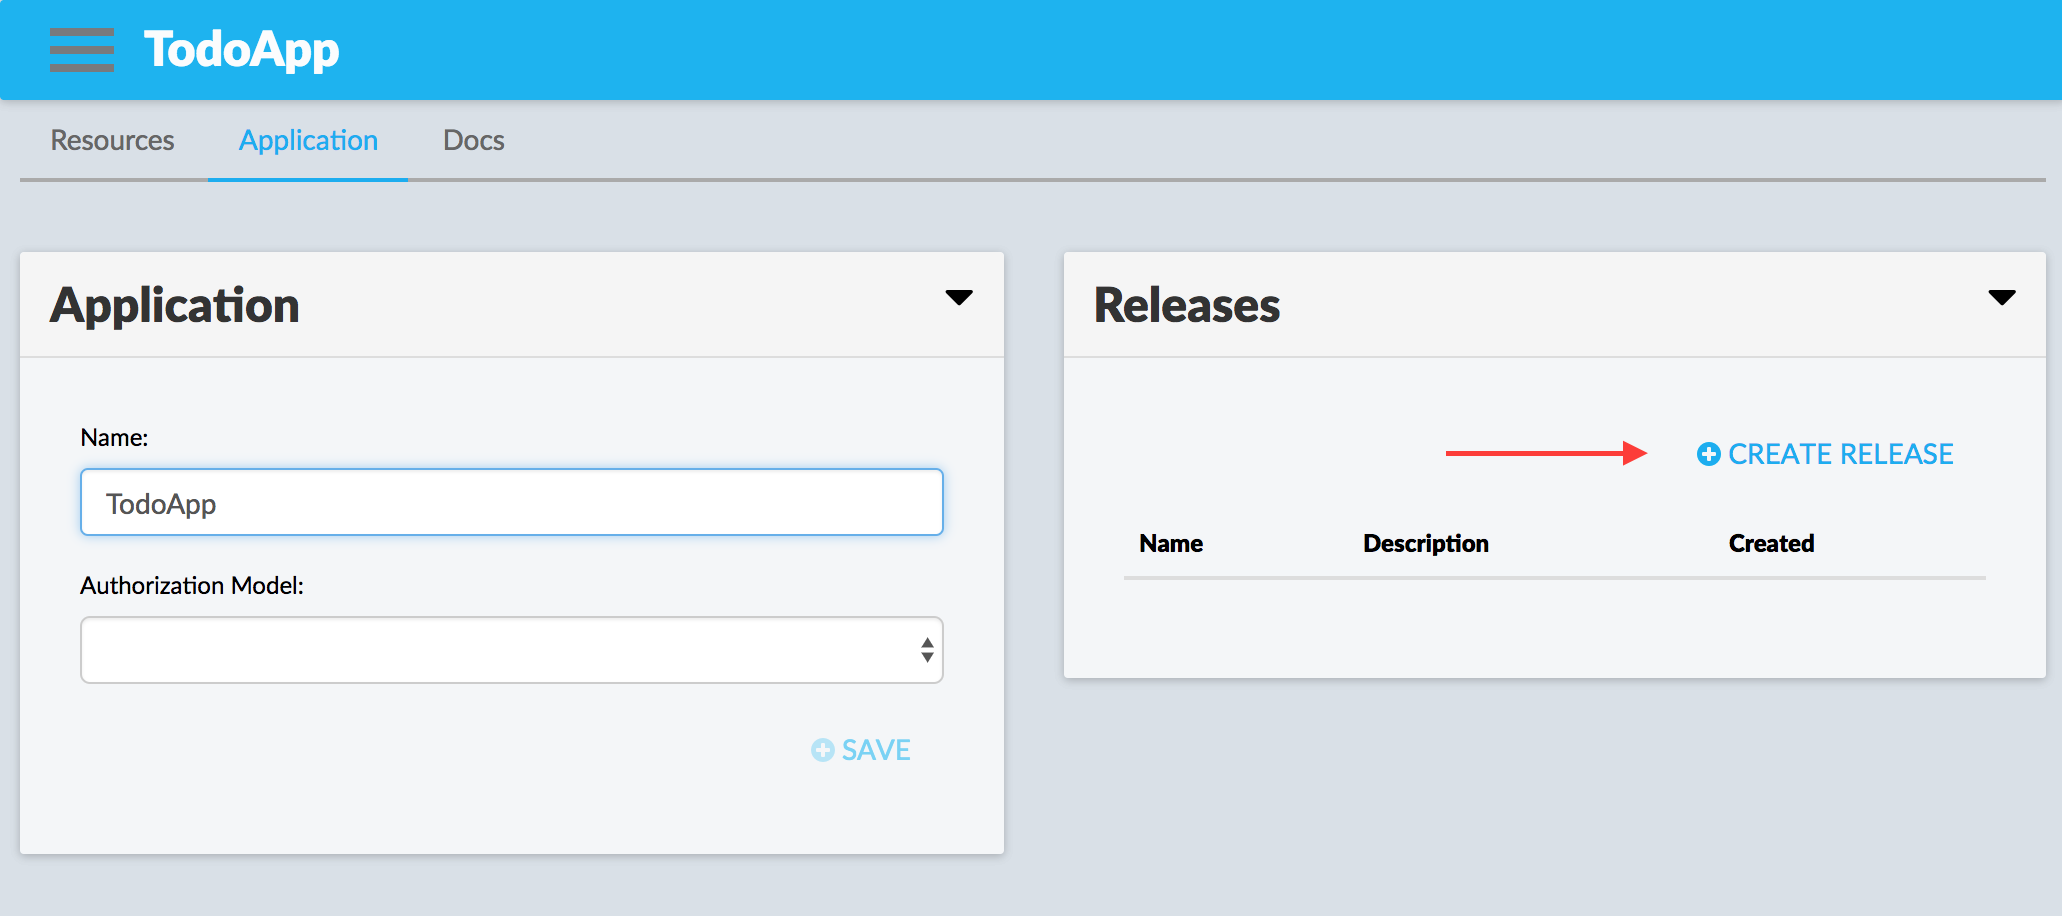 TodoApp
Resources Application Docs
Application
Name:
TodoApp
Authorization Model:
SAVE
Releases
CREATE RELEASE
Name Description Created